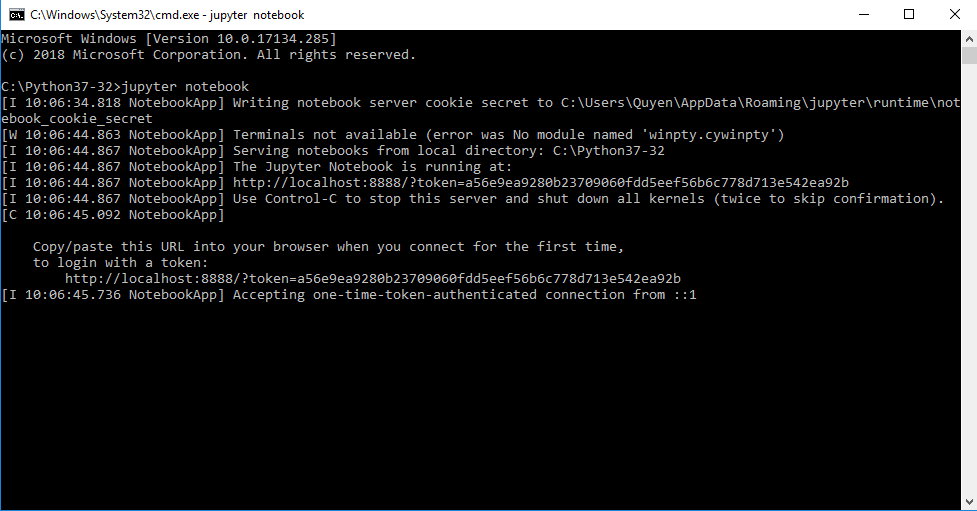 C:\Windows\System32\cmd.exe - jupyter  notebook
Microsoft Windows [Version 10.0.17134.285]
(c) 2018 Microsoft Corporation. All rights reserved.
C:\Python37-32>jupyter notebook
[I 10:06:34.818 NotebookApp] Writing notebook server cookie secret to C:\Users\Quyen\AppData\Roaming\jupyter\runtime\not
ebook_cookie_secret
[W 10:06:44.863 NotebookApp] Terminals not available (error was No module named 'winpty.cywinpty')
[I 10:06:44.867 NotebookApp] Serving notebooks from local directory: C:\Python37-32
[I 10:06:44.867 NotebookApp] The Jupyter Notebook is running at:
[I 10:06:44.867 NotebookApp] http://localhost:8888/?token=a56e9ea9280b23709060fdd5eef56b6c778d713e542ea92b
[I 10:06:44.867 NotebookApp] Use Control-C to stop this server and shut down all kernels (twice to skip confirmation).
[C 10:06:45.092 NotebookApp]
    Copy/paste this URL into your browser when you connect for the first time,
    to login with a token:
        http://localhost:8888/?token=a56e9ea9280b23709060fdd5eef56b6c778d713e542ea92b
[I 10:06:45.736 NotebookApp] Accepting one-time-token-authenticated connection from ::1